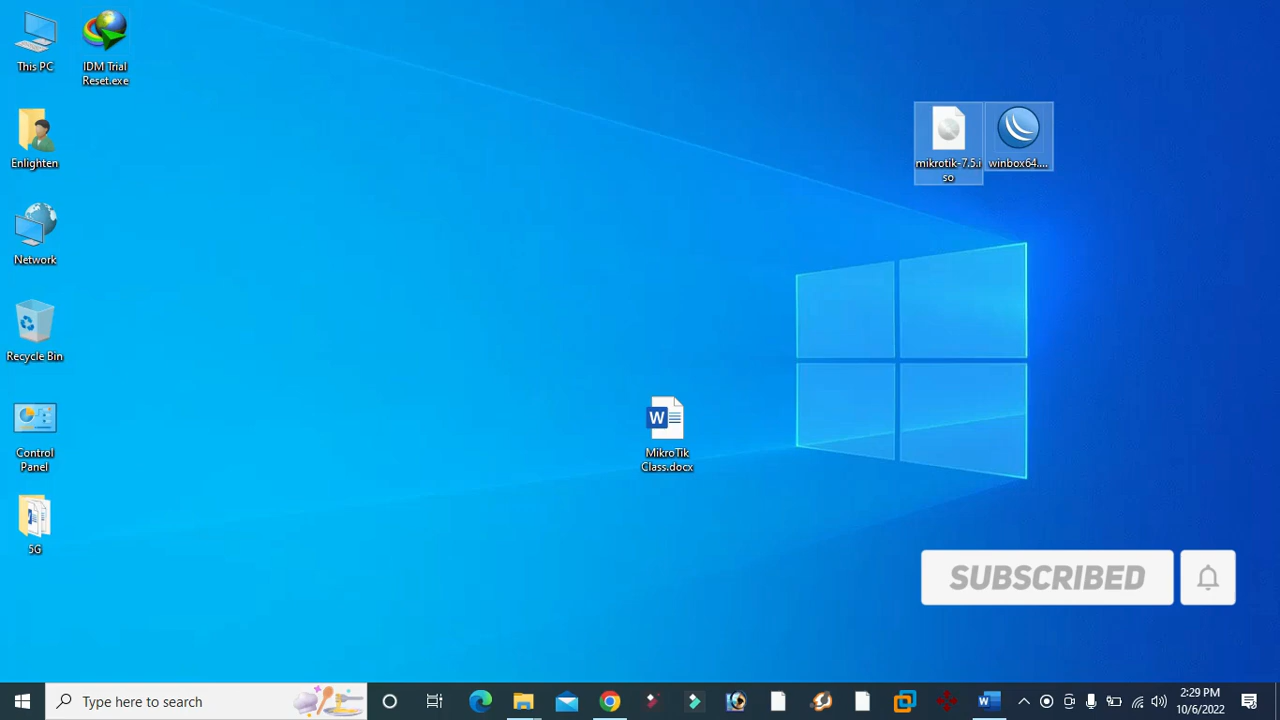 This PC
IDM Trial
Reset.exe
Enlighten
Network
Recycle Bin
Control
Panel
5G
mikrotik-7.5.i
so
winbox64....
W
MikroTik
Class.docx
SUBSCRIBED
Type here to search
W
2:29 PM
10/6/2022